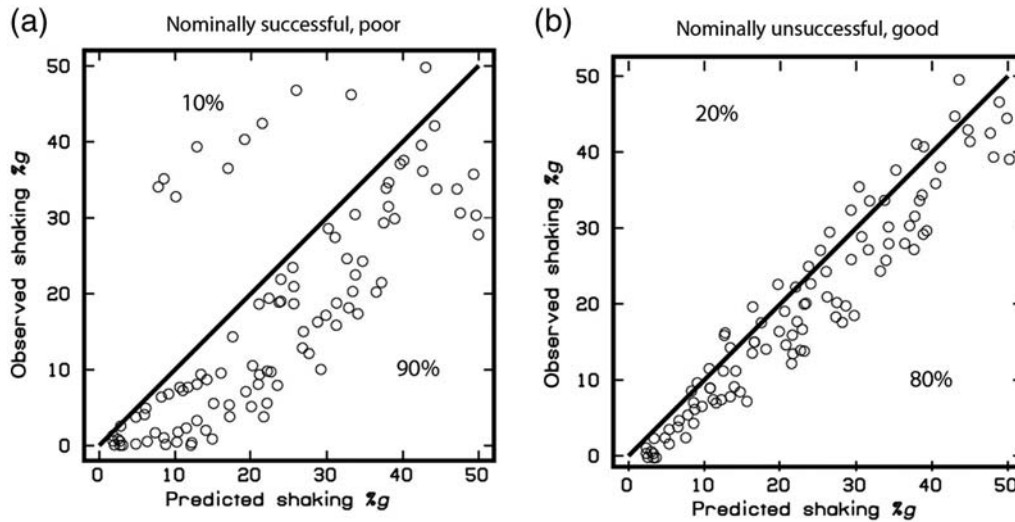 (a)
Nominally successful, poor
50
40
30
20
10
0
Observed shaking %g
10%
90%
0 10 20 30 40 50
Predicted shaking %g
(b)
Nominally unsuccessful, good
50
40
30
20
10
0
Observed shaking %g
20%
80%
0 10 20 30 40 50
Predicted shaking %g